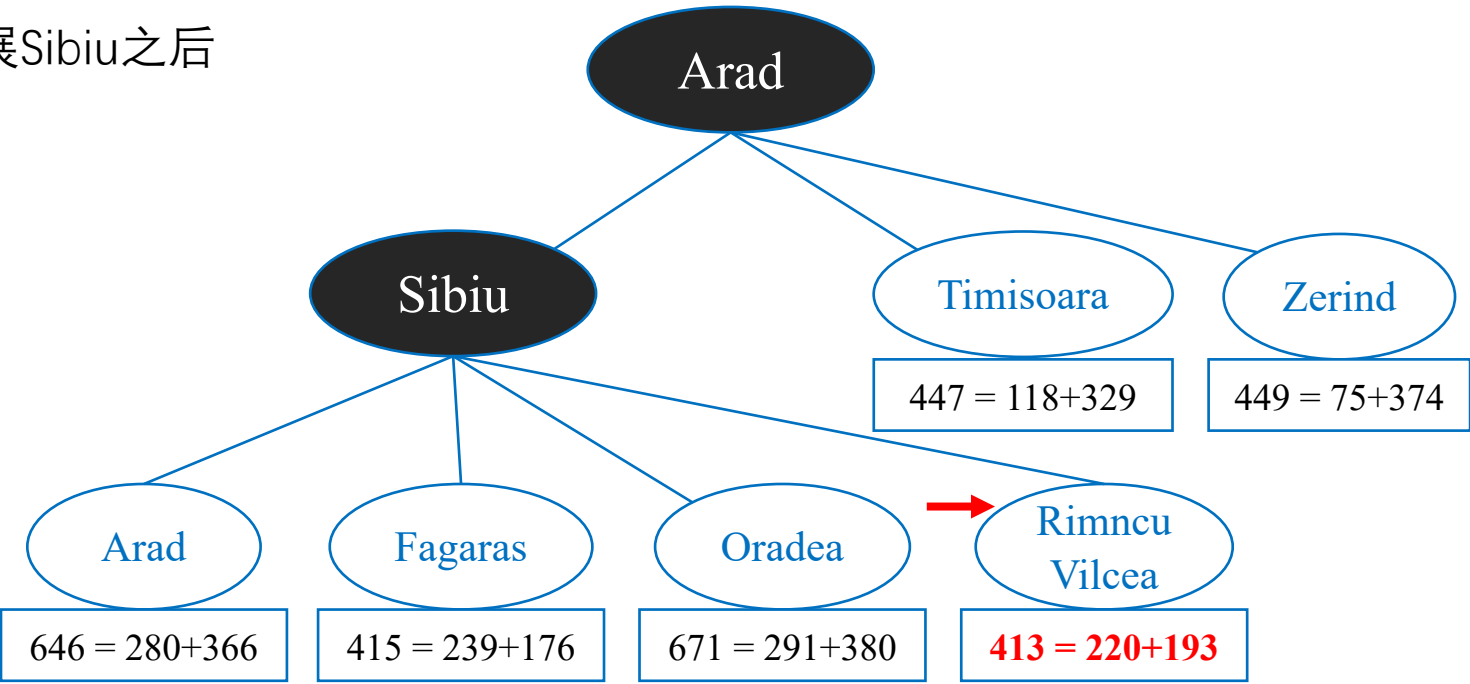 展Sibiu之后
Arad
Sibiu
Timisoara
Zerind
447 = 118+329
449 = 75+374
Arad
Fagaras
Oradea
Rimncu
Vilcea
646 = 280+366
415 = 239+176
671 = 291+380
413 = 220+193